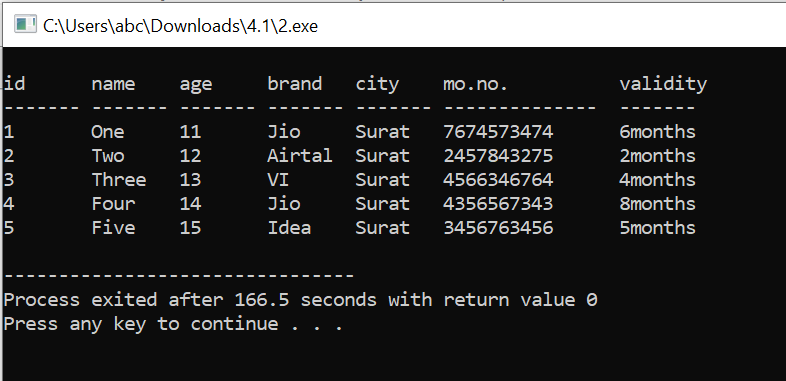 C:\Users\abc\Downloads\4.1\2.exe
id name age brand city mo.no. validity
------- ------- ------- ------- ------- -------------- -------
1 One 11 Jio Surat 7674573474 6months
2 Two 12 Airtal Surat 2457843275 2months
3 Three 13 VI Surat 4566346764 4months
4 Four 14 Jio Surat 4356567343 8months
5 Five 15 Idea Surat 3456763456 5months
--------------------------------
Process exited after 166.5 seconds with return value 0
Press any key to continue . . .